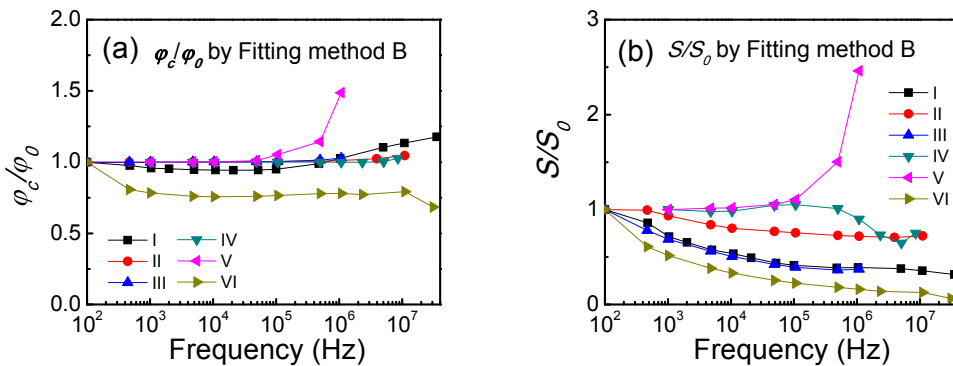 (a) φc/φ0 by Fitting method B
2.0
1.5
1.0
0.5
0.0
φc/φ0
I IV
II V
III VI
10^2 10^3 10^4 10^5 10^6 10^7
Frequency (Hz)
(b) S/S0 by Fitting method B
3
2
1
0
S/S0
I
II
III
IV
V
VI
10^2 10^3 10^4 10^5 10^6 10^7
Frequency (Hz)